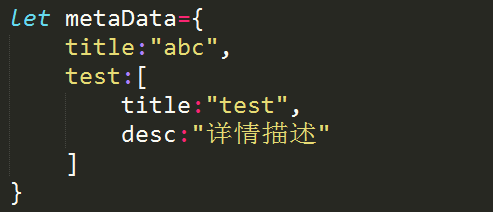 let metaData={
    title:"abc",
    test:[
        title:"test",
        desc:"详情描述"
    ]
}